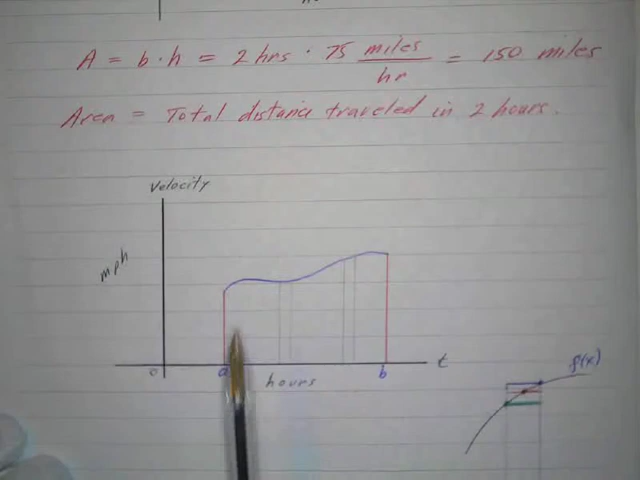 A = b · h = 2 hrs · 75 miles/hr = 150 miles
Area = Total distance traveled in 2 hours.
Velocity
mph
0 a b t
hours
f(x)